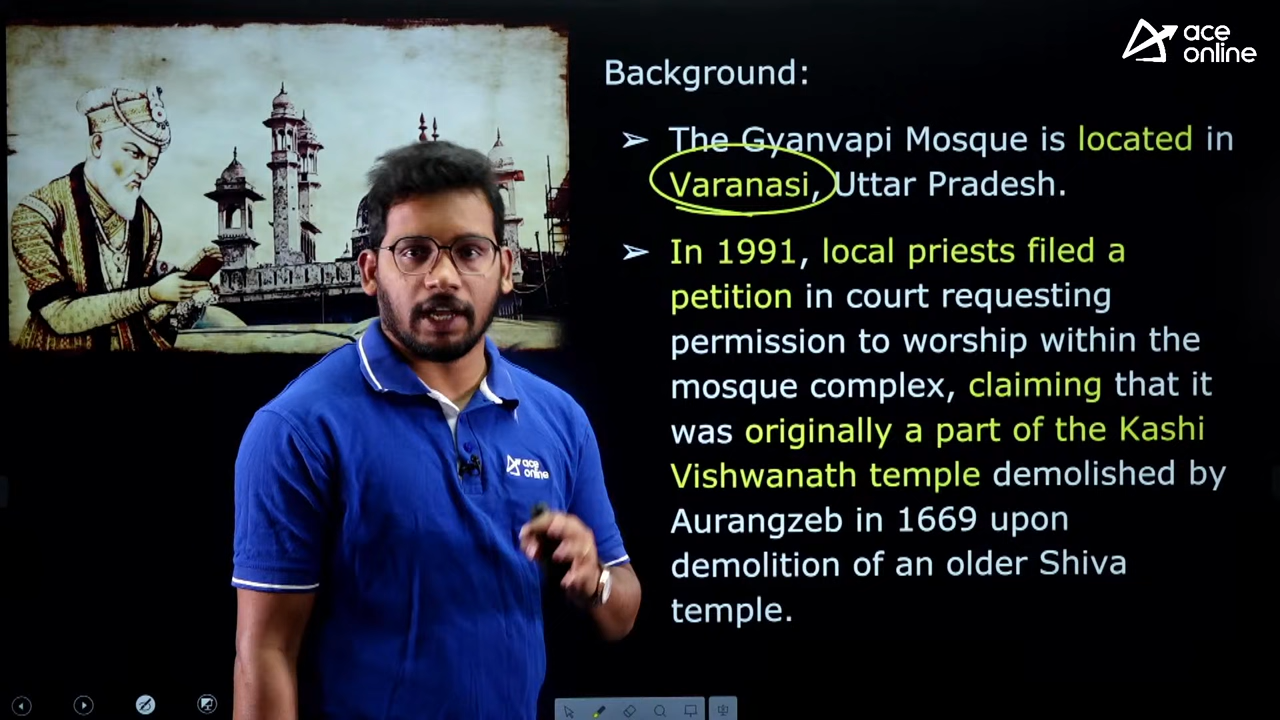 ace
online
Background:
➢ The Gyanvapi Mosque is located in
Varanasi, Uttar Pradesh.
➢ In 1991, local priests filed a
petition in court requesting
permission to worship within the
mosque complex, claiming that it
was originally a part of the Kashi
Vishwanath temple demolished by
Aurangzeb in 1669 upon
demolition of an older Shiva
temple.
ace
online